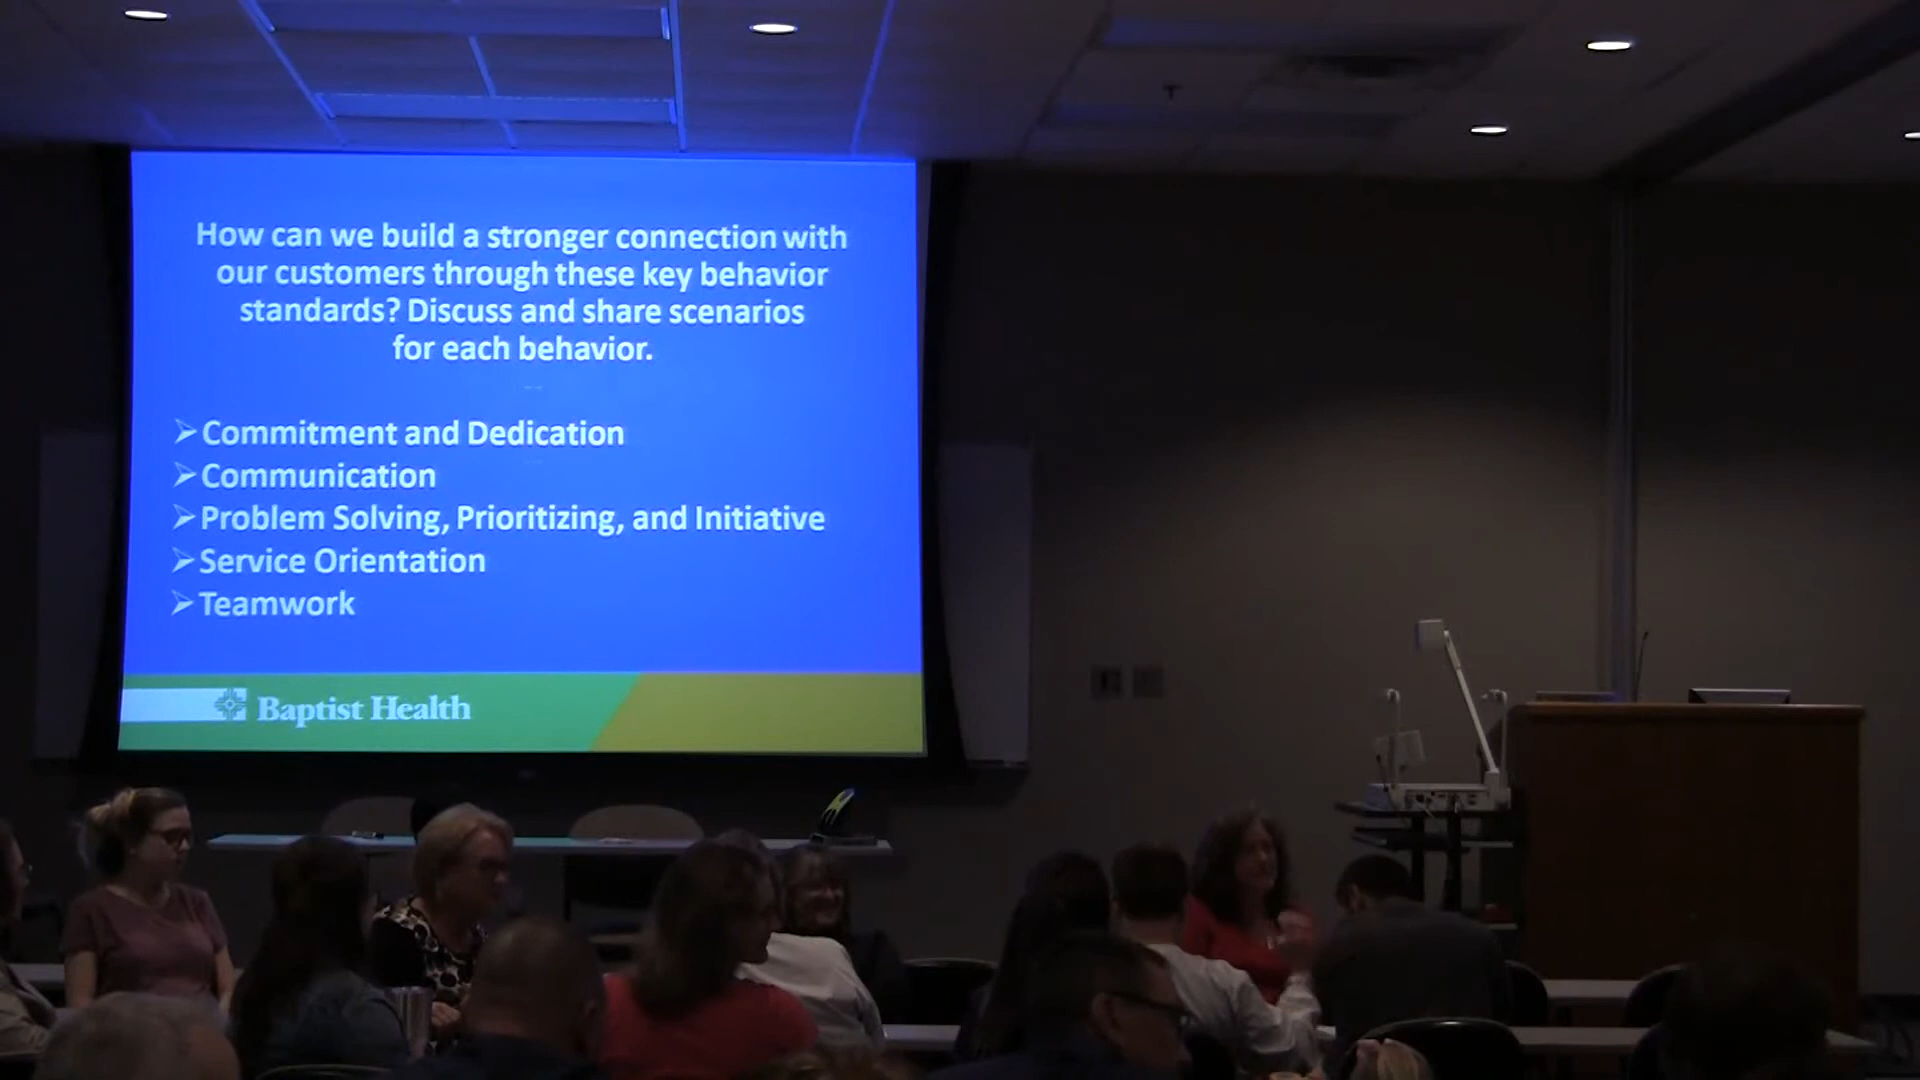 How can we build a stronger connection with
our customers through these key behavior
standards? Discuss and share scenarios
for each behavior.
Commitment and Dedication
Communication
Problem Solving, Prioritizing, and Initiative
Service Orientation
Teamwork
Baptist Health